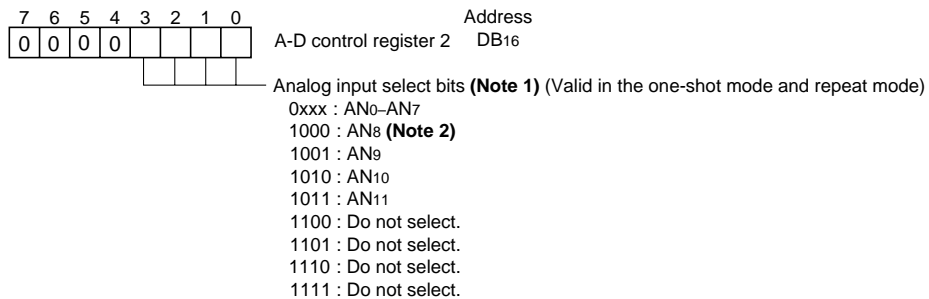 7 6 5 4 3 2 1 0 Address
0 0 0 0 A-D control register 2 DB16
Analog input select bits (Note 1) (Valid in the one-shot mode and repeat mode)
0xxx : AN0–AN7
1000 : AN8 (Note 2)
1001 : AN9
1010 : AN10
1011 : AN11
1100 : Do not select.
1101 : Do not select.
1110 : Do not select.
1111 : Do not select.